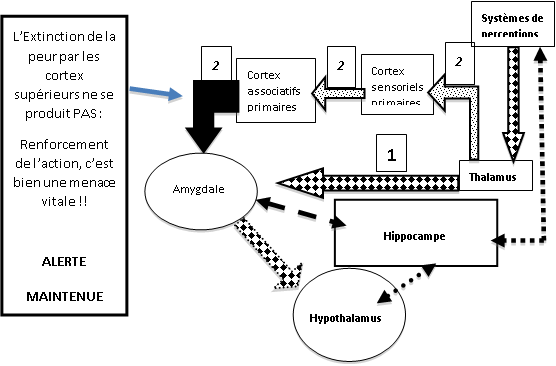 L'Extinction de la
peur par les
cortex
supérieurs ne se
produit PAS :
Renforcement
de l'action, c'est
bien une menace
vitale !!
ALERTE
MAINTENUE
2
Cortex
associatifs
primaires
2
Cortex
sensoriels
primaires
2
Systèmes de
perceptions
1
Thalamus
Amygdale
Hippocampe
Hypothalamus